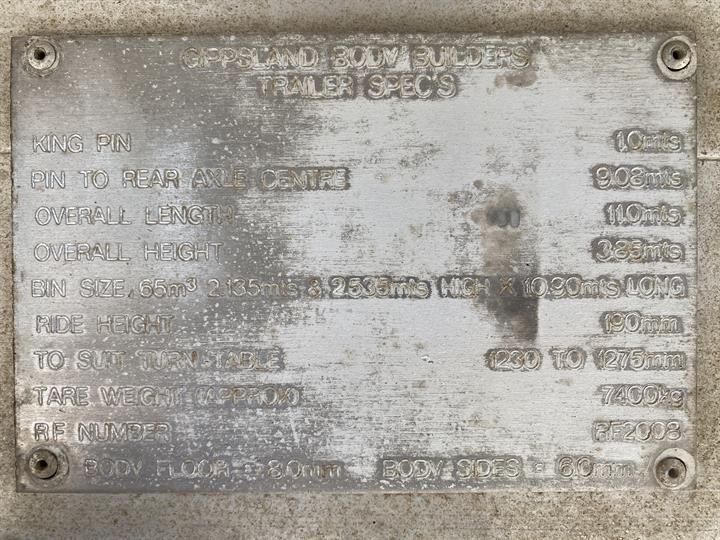 GIPPSLAND BODY BUILDERS
TRAILER SPEC'S
KING PIN 1.0mts
PIN TO REAR AXLE CENTRE 9.08mts
OVERALL LENGTH 11.0mts
OVERALL HEIGHT 3.85mts
BIN SIZE, 65m³ 2.135mts & 2.535mts HIGH X 10.90mts LONG
RIDE HEIGHT 190mm
TO SUIT TURNTABLE 1230 TO 1275mm
TARE WEIGHT (APPROX) 7400kg
RF NUMBER RF2008
BODY FLOOR = 8.0mm BODY SIDES = 6.0mm